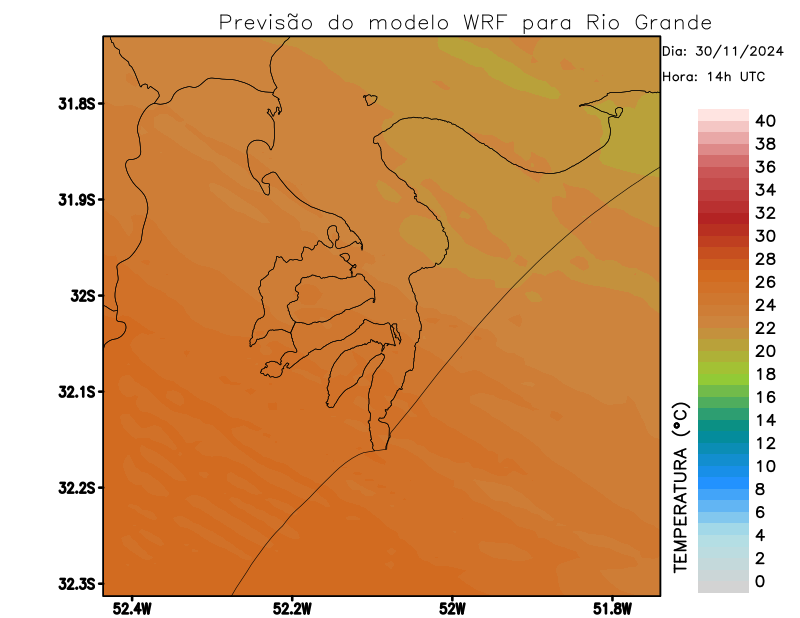 Previsão do modelo WRF para Rio Grande
Dia: 30/11/2024
Hora: 14h UTC
31.8S
31.9S
32S
32.1S
32.2S
32.3S
52.4W
52.2W
52W
51.8W
TEMPERATURA (°C)
40
38
36
34
32
30
28
26
24
22
20
18
16
14
12
10
8
6
4
2
0